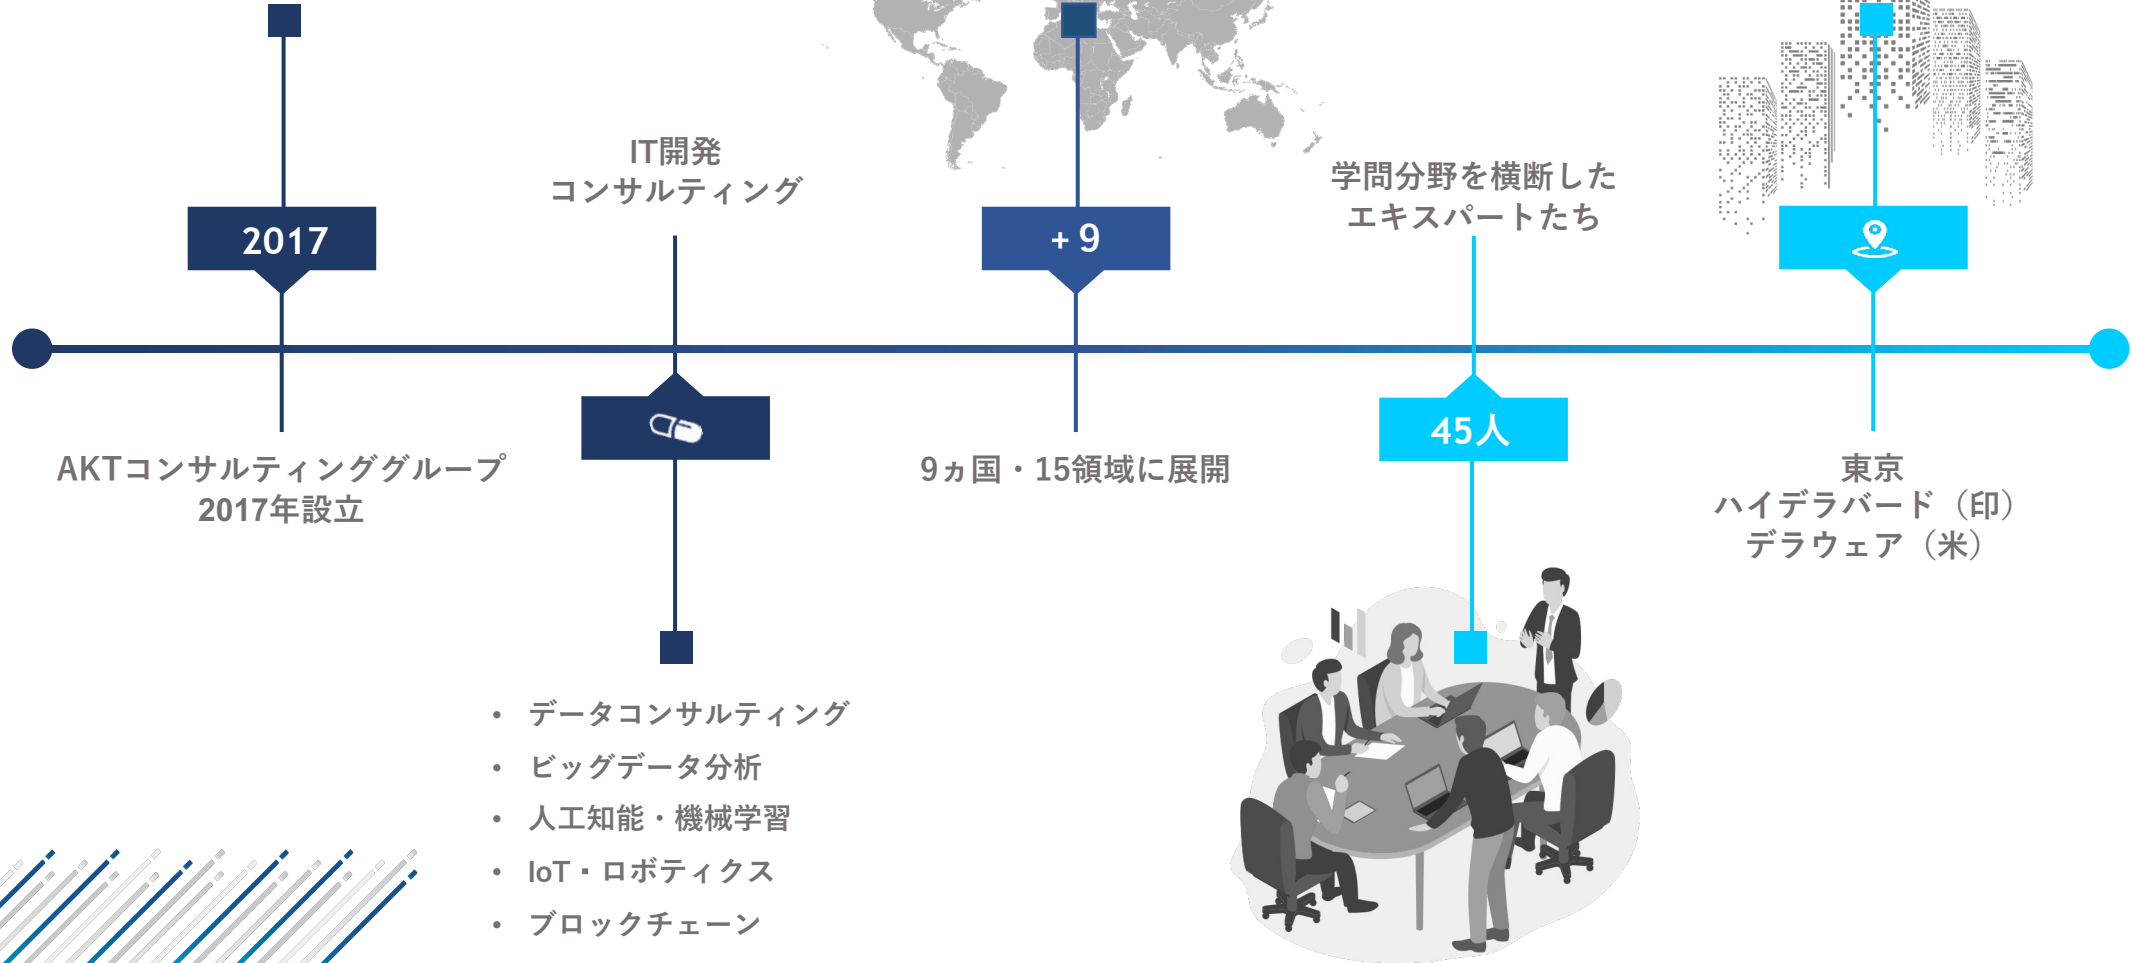 2017
AKTコンサルティンググループ
2017年設立
IT開発
コンサルティング
• データコンサルティング
• ビッグデータ分析
• 人工知能・機械学習
• IoT・ロボティクス
• ブロックチェーン
+ 9
9ヵ国・15領域に展開
学問分野を横断した
エキスパートたち
45人
東京
ハイデラバード（印）
デラウェア（米）